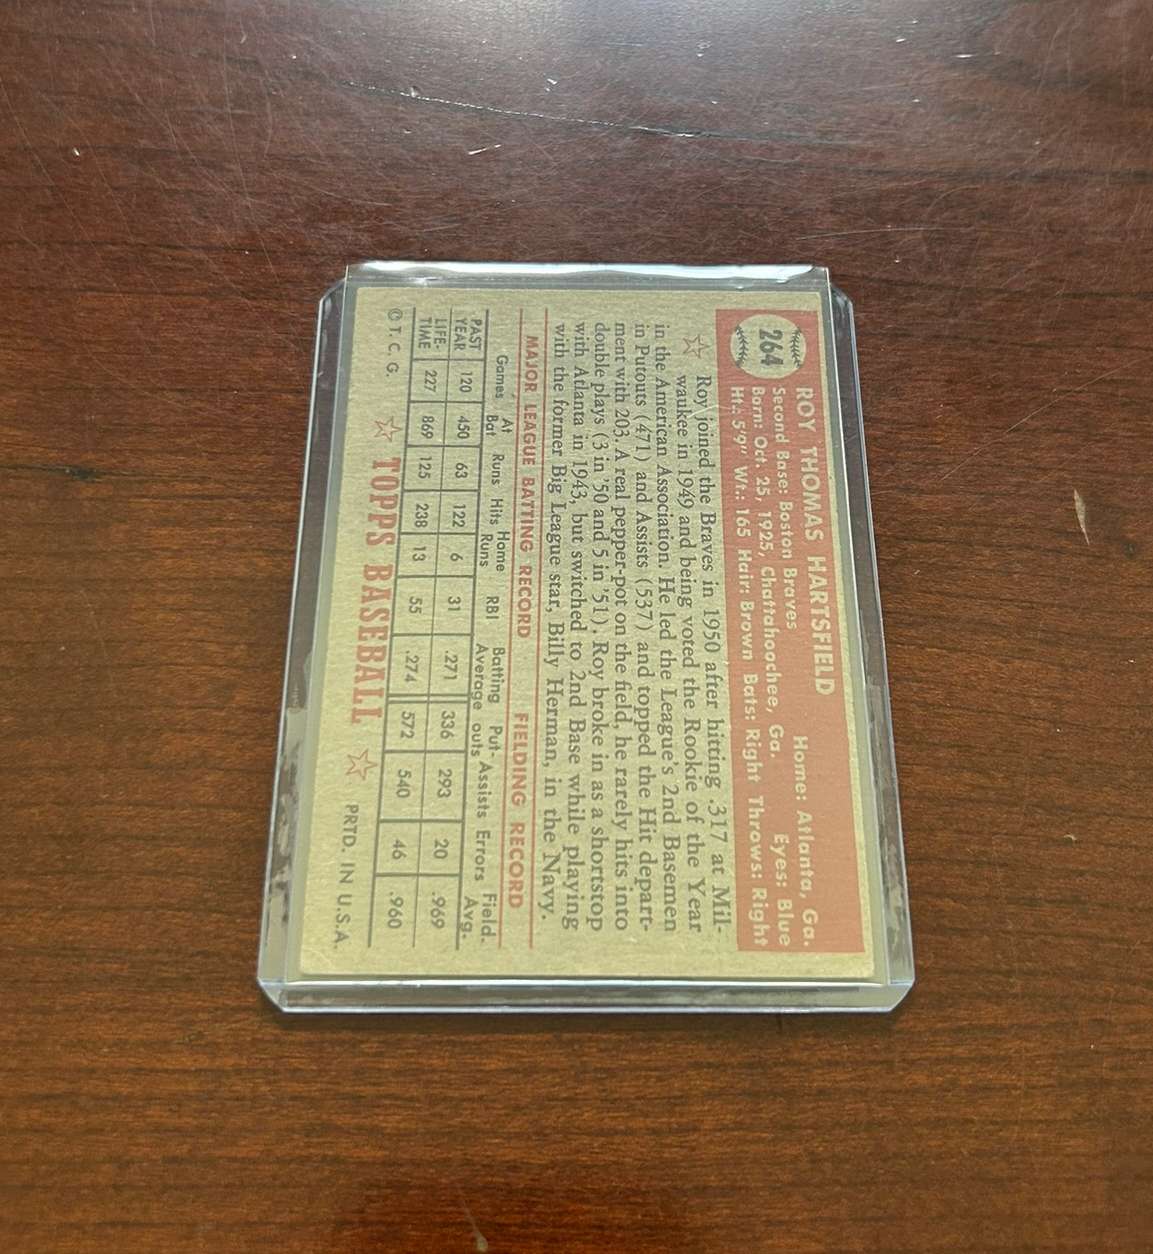 264
ROY THOMAS HARTSFIELD
Second Base: Boston Braves Home: Atlanta, Ga.
Born: Oct. 25, 1925, Chattahoochee, Ga. Eyes: Blue
Ht.: 5'9" Wt.: 165 Hair: Brown Bats: Right Throws: Right
Roy joined the Braves in 1950 after hitting .317 at Mil-
waukee in 1949 and being voted the Rookie of the Year
in the American Association. He led the League's 2nd Basemen
in Putouts (471) and Assists (537) and topped the Hit depart-
ment with 203. A real pepper-pot on the field, he rarely hits into
double plays (3 in '50 and 5 in '51). Roy broke in as a shortstop
with Atlanta in 1943, but switched to 2nd Base while playing
with the former Big League star, Billy Herman, in the Navy.
MAJOR LEAGUE BATTING RECORD FIELDING RECORD
Games At Bat Runs Hits Home Runs RBI Batting Average Put-outs Assists Errors Field. Avg.
PAST YEAR 120 450 63 122 6 31 .271 336 293 20 .969
LIFE-TIME 227 869 125 238 13 55 .274 572 540 46 .960
© T. C. G. TOPPS BASEBALL PRTD. IN U.S.A.